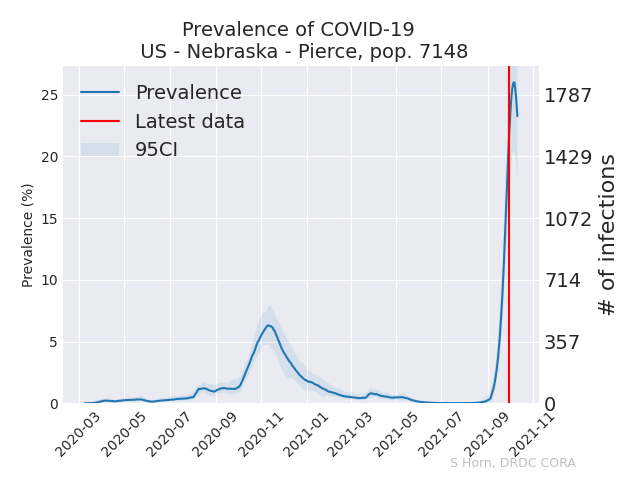 Prevalence of COVID-19
US - Nebraska - Pierce, pop. 7148
Prevalence
Latest data
95CI
Prevalence (%)
25
20
15
10
5
0
1787
1429
1072
714
357
0
# of infections
2020-03
2020-05
2020-07
2020-09
2020-11
2021-01
2021-03
2021-05
2021-07
2021-09
2021-11
S Horn, DRDC CORA